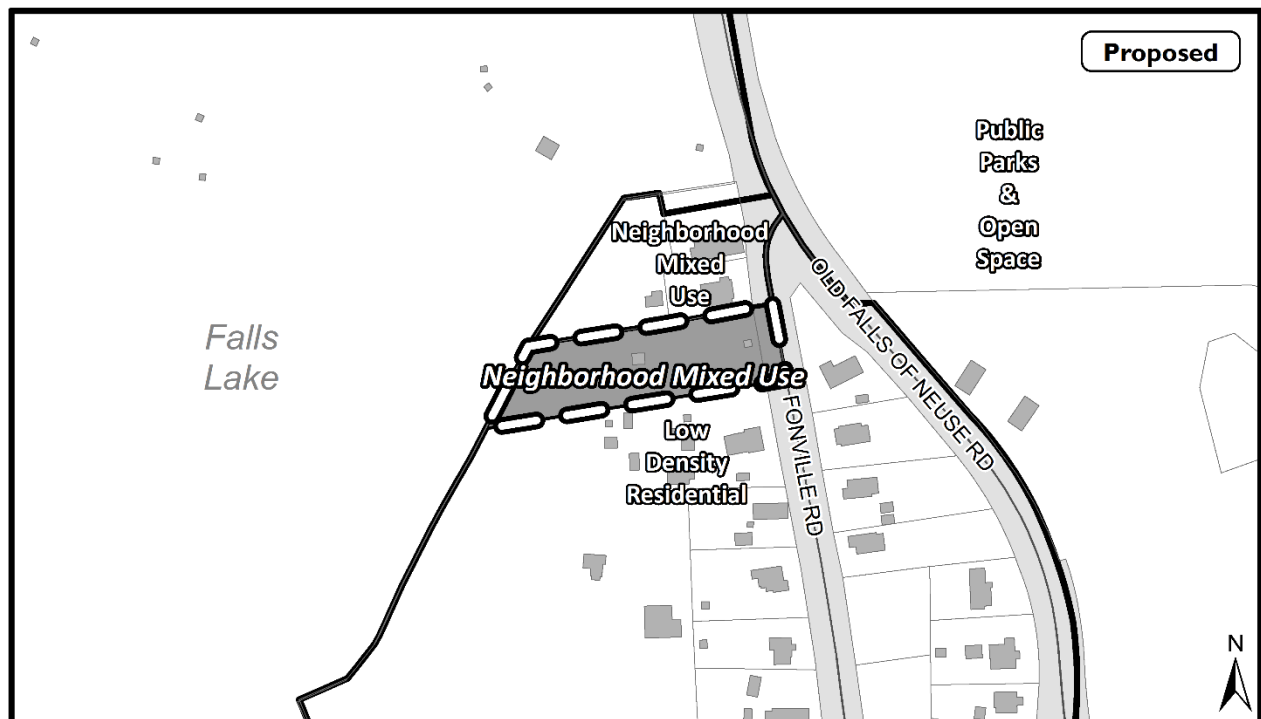 Proposed
Public
Parks
&
Open
Space
Neighborhood
Mixed
Use
OLD FALLS OF NEUSE RD
Falls
Lake
Neighborhood Mixed Use
Low
Density
Residential
FONVILLE RD
N